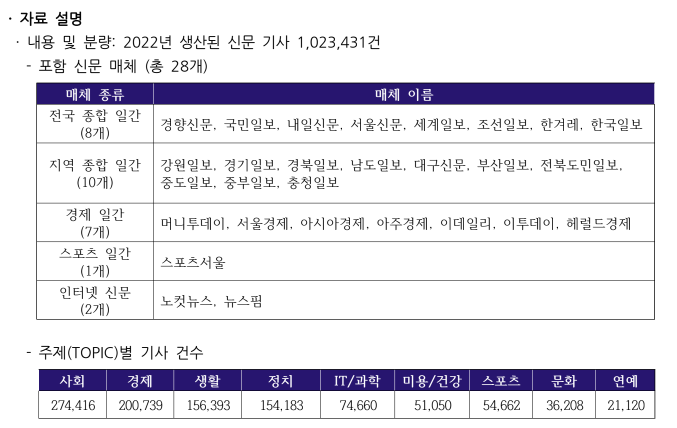 · 자료 설명
· 내용 및 분량: 2022년 생산된 신문 기사 1,023,431건
- 포함 신문 매체 (총 28개)
매체 종류 매체 이름
전국 종합 일간
(8개)
경향신문, 국민일보, 내일신문, 서울신문, 세계일보, 조선일보, 한겨레, 한국일보
지역 종합 일간
(10개)
강원일보, 경기일보, 경북일보, 남도일보, 대구신문, 부산일보, 전북도민일보,
중도일보, 중부일보, 충청일보
경제 일간
(7개)
머니투데이, 서울경제, 아시아경제, 아주경제, 이데일리, 이투데이, 헤럴드경제
스포츠 일간
(1개)
스포츠서울
인터넷 신문
(2개)
노컷뉴스, 뉴스핌
- 주제(TOPIC)별 기사 건수
사회 경제 생활 정치 IT/과학 미용/건강 스포츠 문화 연예
274,416 200,739 156,393 154,183 74,660 51,050 54,662 36,208 21,120